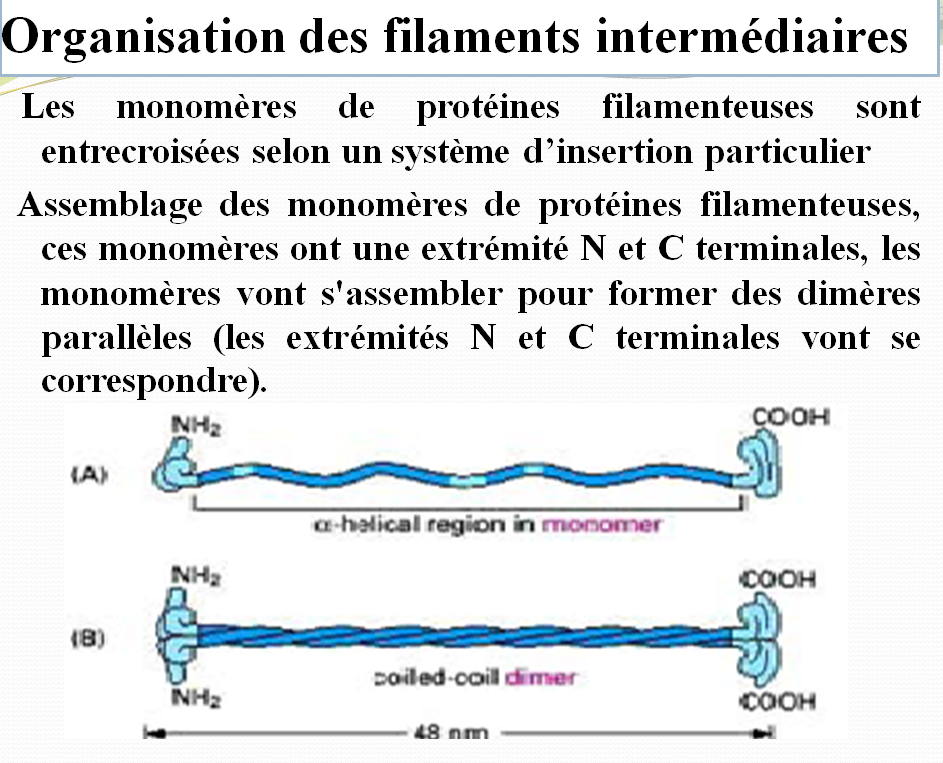 Organisation des filaments intermédiaires
Les monomères de protéines filamenteuses sont
entrecroisées selon un système d’insertion particulier
Assemblage des monomères de protéines filamenteuses,
ces monomères ont une extrémité N et C terminales, les
monomères vont s'assembler pour former des dimères
parallèles (les extrémités N et C terminales vont se
correspondre).
NH₂ COOH
(A)
α-helical region in monomer
NH₂ COOH
(B)
coiled-coil dimer
NH₂ COOH
48 nm